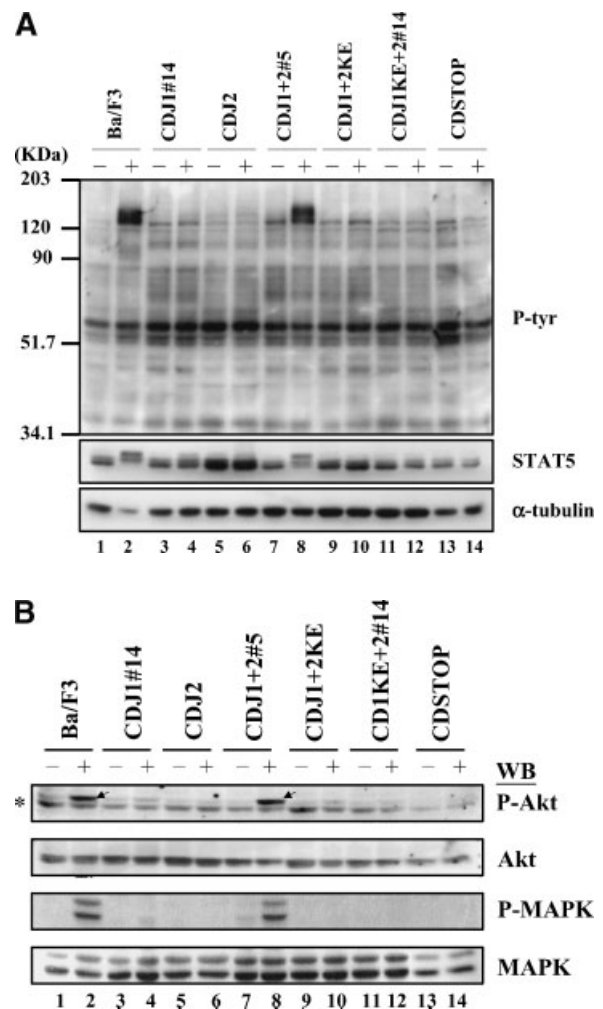 A
Ba/F3 CDJ1#14 CDJ2 CDJ1+2#5 CDJ1+2KE CDJ1KE+2#14 CDSTOP
(KDa) − + − + − + − + − + − + − +
203
120
90
P-tyr
51.7
34.1
STAT5
α-tubulin
1 2 3 4 5 6 7 8 9 10 11 12 13 14
B
Ba/F3 CDJ1#14 CDJ2 CDJ1+2#5 CDJ1+2KE CD1KE+2#14 CDSTOP
− + − + − + − + − + − + − + WB
* P-Akt
Akt
P-MAPK
MAPK
1 2 3 4 5 6 7 8 9 10 11 12 13 14